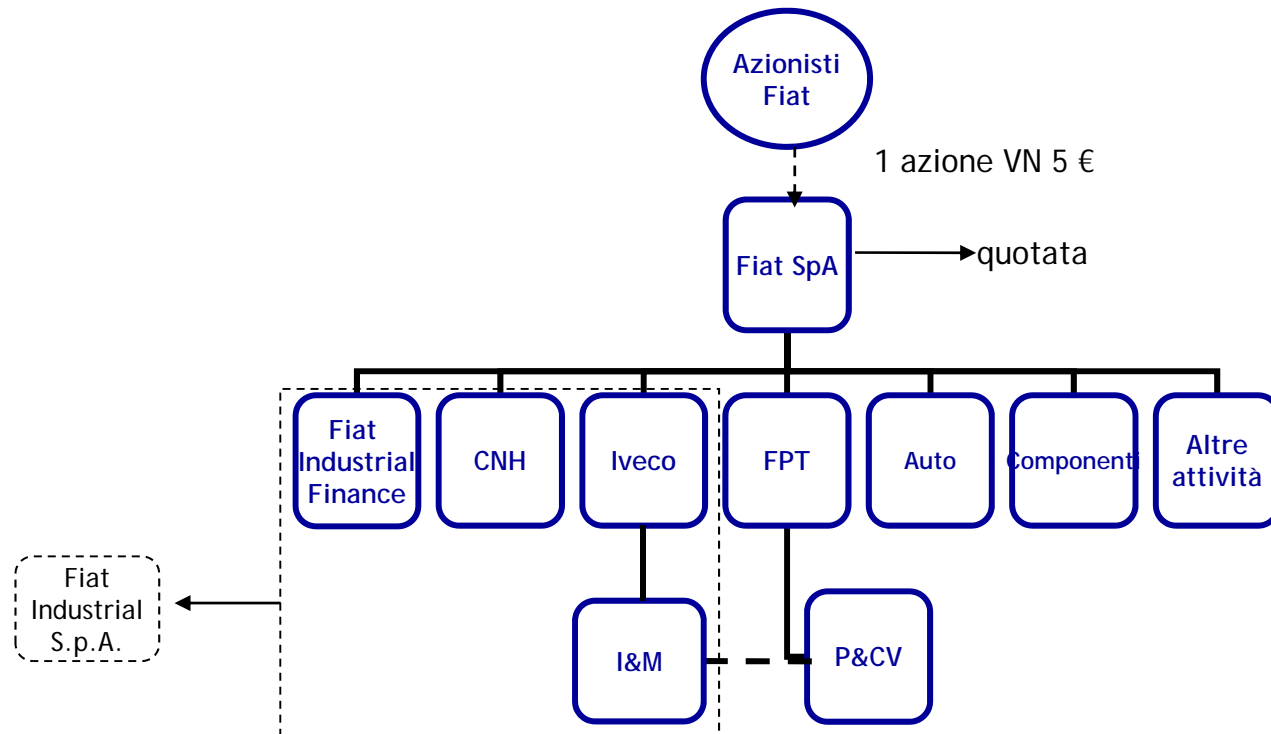 Azionisti
Fiat
1 azione VN 5 €
Fiat SpA
quotata
Fiat
Industrial
Finance
CNH
Iveco
FPT
Auto
Componenti
Altre
attività
Fiat
Industrial
S.p.A.
I&M
P&CV